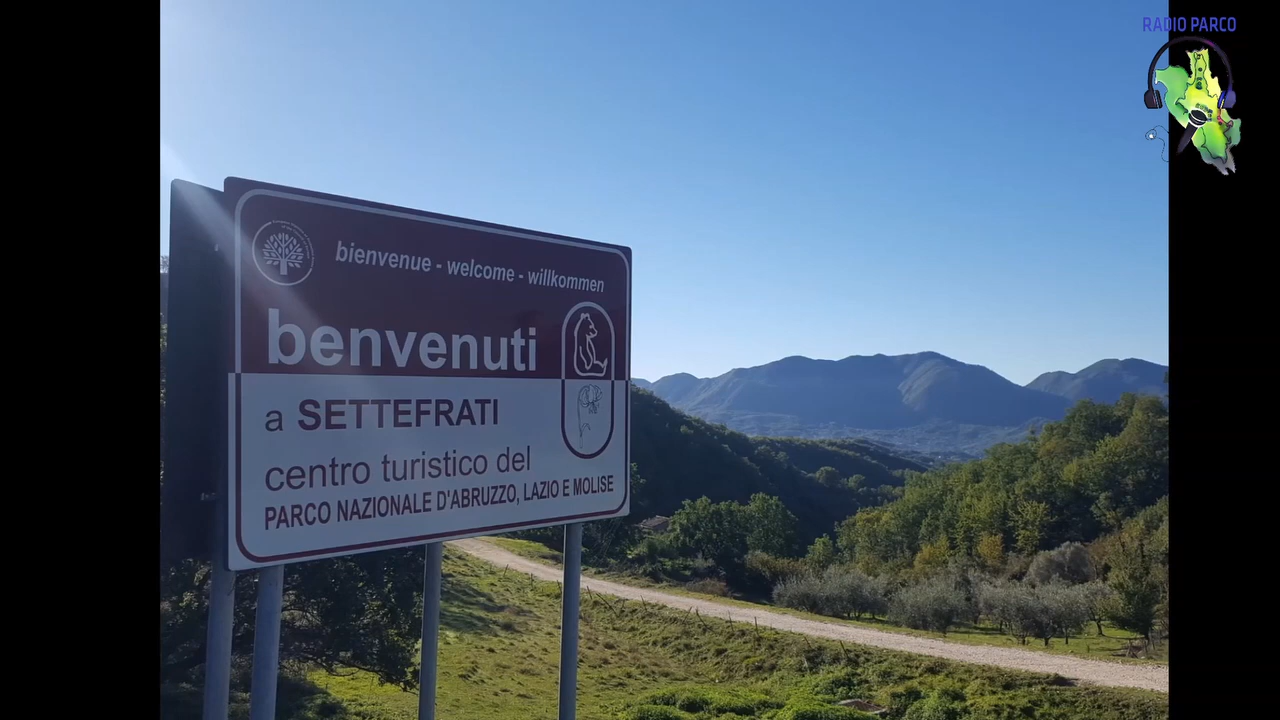 RADIO PARCO
bienvenue - welcome - willkommen
benvenuti
a SETTEFRATI
centro turistico del
PARCO NAZIONALE D'ABRUZZO, LAZIO E MOLISE